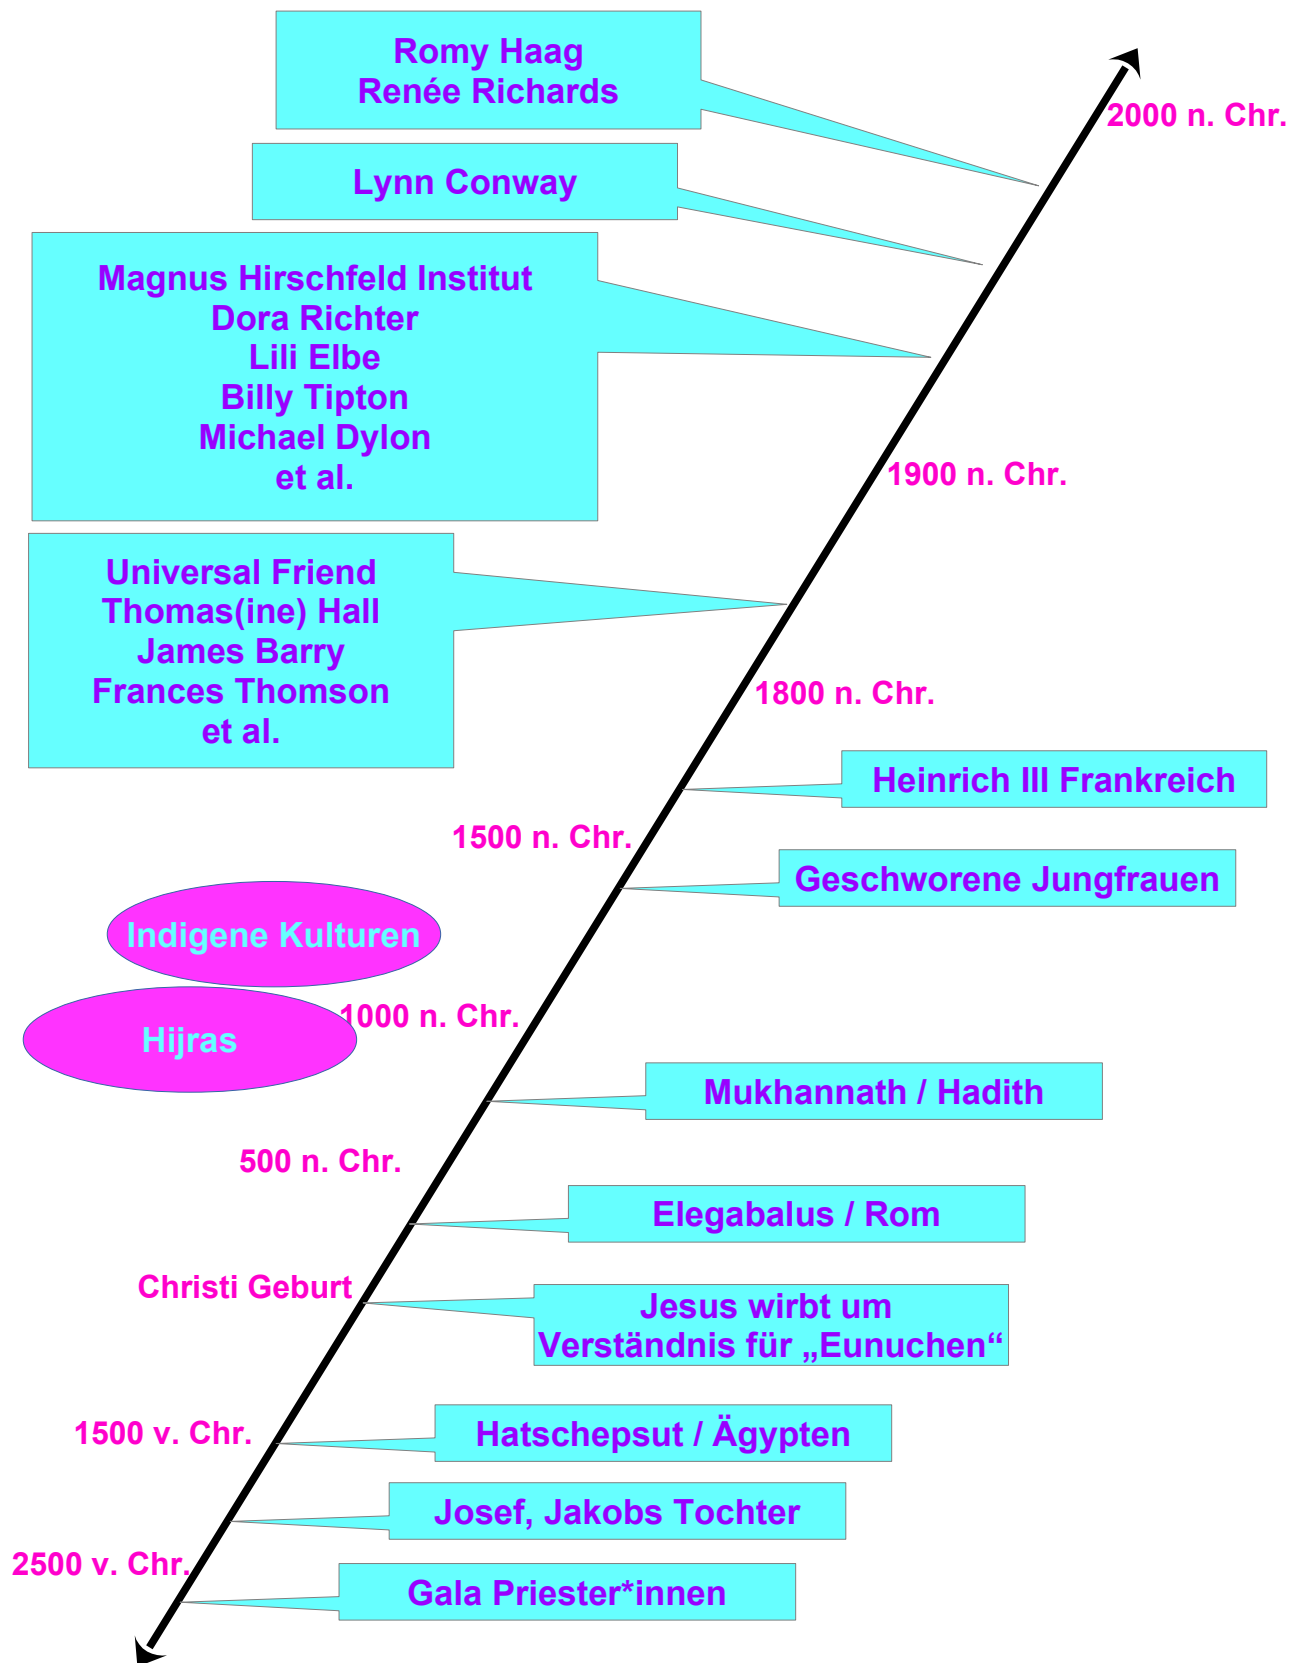 Romy Haag
Renée Richards
2000 n. Chr.
Lynn Conway
Magnus Hirschfeld Institut
Dora Richter
Lili Elbe
Billy Tipton
Michael Dylon
et al.
1900 n. Chr.
Universal Friend
Thomas(ine) Hall
James Barry
Frances Thomson
et al.
1800 n. Chr.
Heinrich III Frankreich
1500 n. Chr.
Geschworene Jungfrauen
Indigene Kulturen
1000 n. Chr.
Hijras
Mukhannath / Hadith
500 n. Chr.
Elegabalus / Rom
Christi Geburt
Jesus wirbt um
Verständnis für „Eunuchen“
1500 v. Chr.
Hatschepsut / Ägypten
Josef, Jakobs Tochter
2500 v. Chr.
Gala Priester*innen